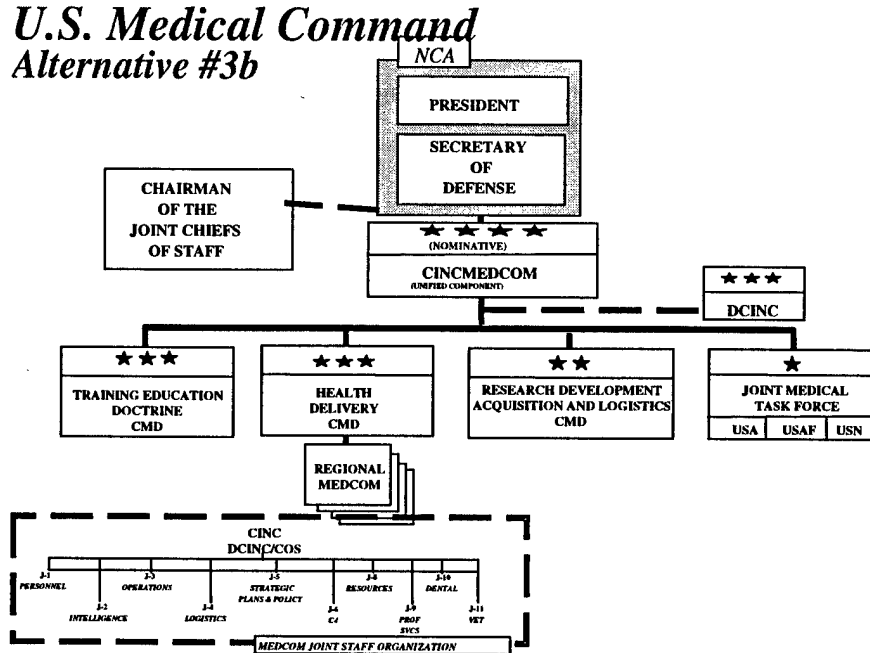 U.S. Medical Command
Alternative #3b
NCA
PRESIDENT
SECRETARY
OF
DEFENSE
CHAIRMAN
OF THE
JOINT CHIEFS
OF STAFF
(NOMINATIVE)
CINCMEDCOM
(UNIFIED COMPONENT)
DCINC
TRAINING EDUCATION
DOCTRINE
CMD
HEALTH
DELIVERY
CMD
RESEARCH DEVELOPMENT
ACQUISITION AND LOGISTICS
CMD
JOINT MEDICAL
TASK FORCE
USA USAF USN
REGIONAL
MEDCOM
CINC
DCINC/COS
J-1
PERSONNEL
J-2
INTELLIGENCE
J-3
OPERATIONS
J-4
LOGISTICS
J-5
STRATEGIC
PLANS & POLICY
J-6
C4
J-8
RESOURCES
J-9
PROF
SVCS
J-10
DENTAL
J-11
VET
MEDCOM JOINT STAFF ORGANIZATION